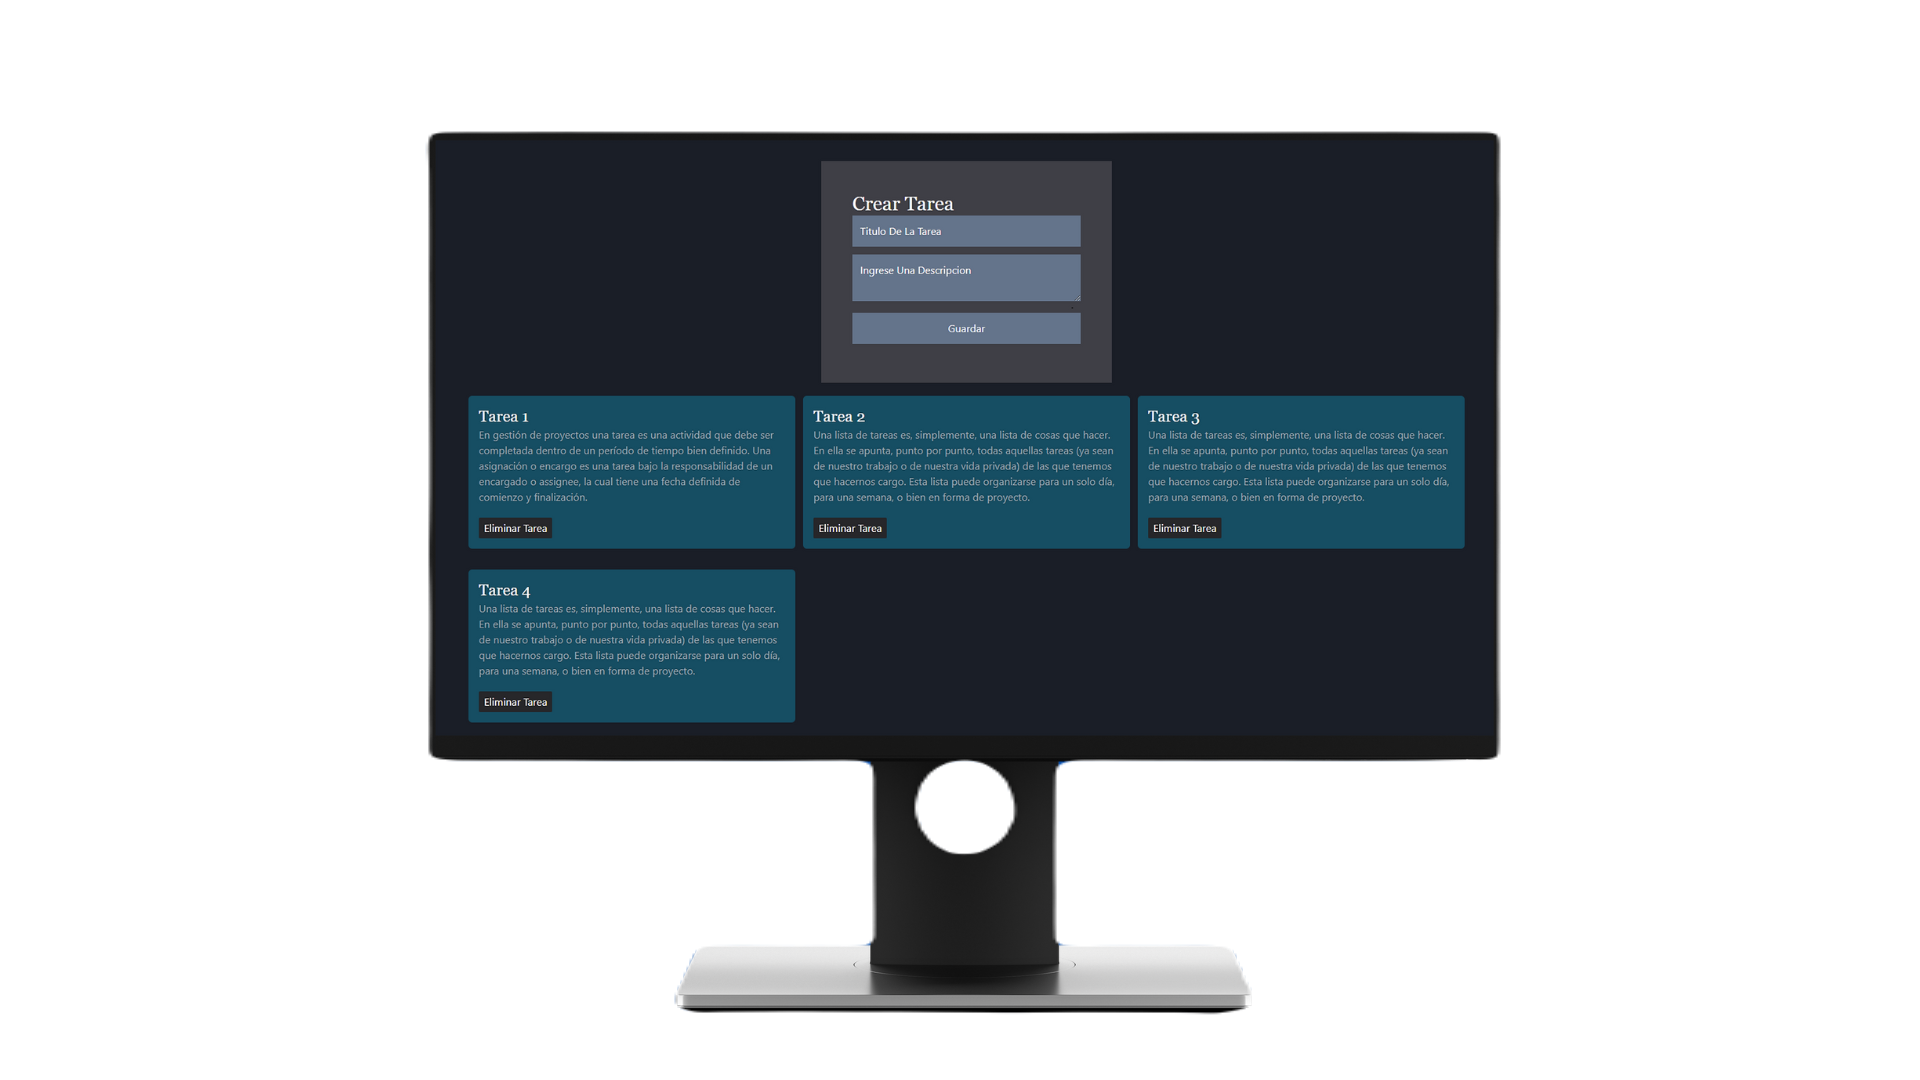 Crear Tarea
Titulo De La Tarea
Ingrese Una Descripcion
Guardar
Tarea 1
En gestión de proyectos una tarea es una actividad que debe ser
completada dentro de un período de tiempo bien definido. Una
asignación o encargo es una tarea bajo la responsabilidad de un
encargado o assignee, la cual tiene una fecha definida de
comienzo y finalización.
Eliminar Tarea
Tarea 2
Una lista de tareas es, simplemente, una lista de cosas que hacer.
En ella se apunta, punto por punto, todas aquellas tareas (ya sean
de nuestro trabajo o de nuestra vida privada) de las que tenemos
que hacernos cargo. Esta lista puede organizarse para un solo día,
para una semana, o bien en forma de proyecto.
Eliminar Tarea
Tarea 3
Una lista de tareas es, simplemente, una lista de cosas que hacer.
En ella se apunta, punto por punto, todas aquellas tareas (ya sean
de nuestro trabajo o de nuestra vida privada) de las que tenemos
que hacernos cargo. Esta lista puede organizarse para un solo día,
para una semana, o bien en forma de proyecto.
Eliminar Tarea
Tarea 4
Una lista de tareas es, simplemente, una lista de cosas que hacer.
En ella se apunta, punto por punto, todas aquellas tareas (ya sean
de nuestro trabajo o de nuestra vida privada) de las que tenemos
que hacernos cargo. Esta lista puede organizarse para un solo día,
para una semana, o bien en forma de proyecto.
Eliminar Tarea